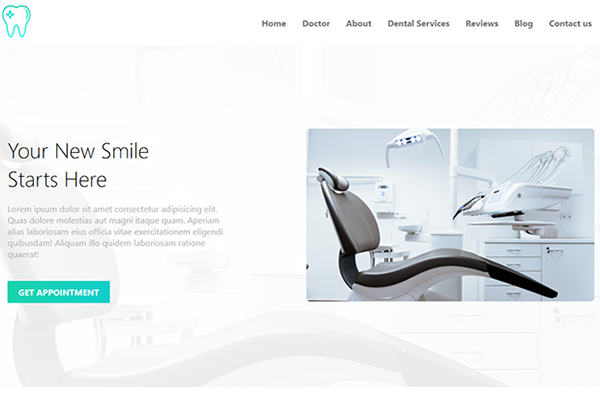 Home Doctor About Dental Services Reviews Blog Contact us
Your New Smile
Starts Here
Lorem ipsum dolor sit amet consectetur adipisicing elit.
Quas dolore molestias aut magni itaque quam. Aperiam
alias laboriosam eius officia vitae exercitationem eligendi
quibusdam! Aliquam illo quidem laboriosam ratione
quaerat!
GET APPOINTMENT